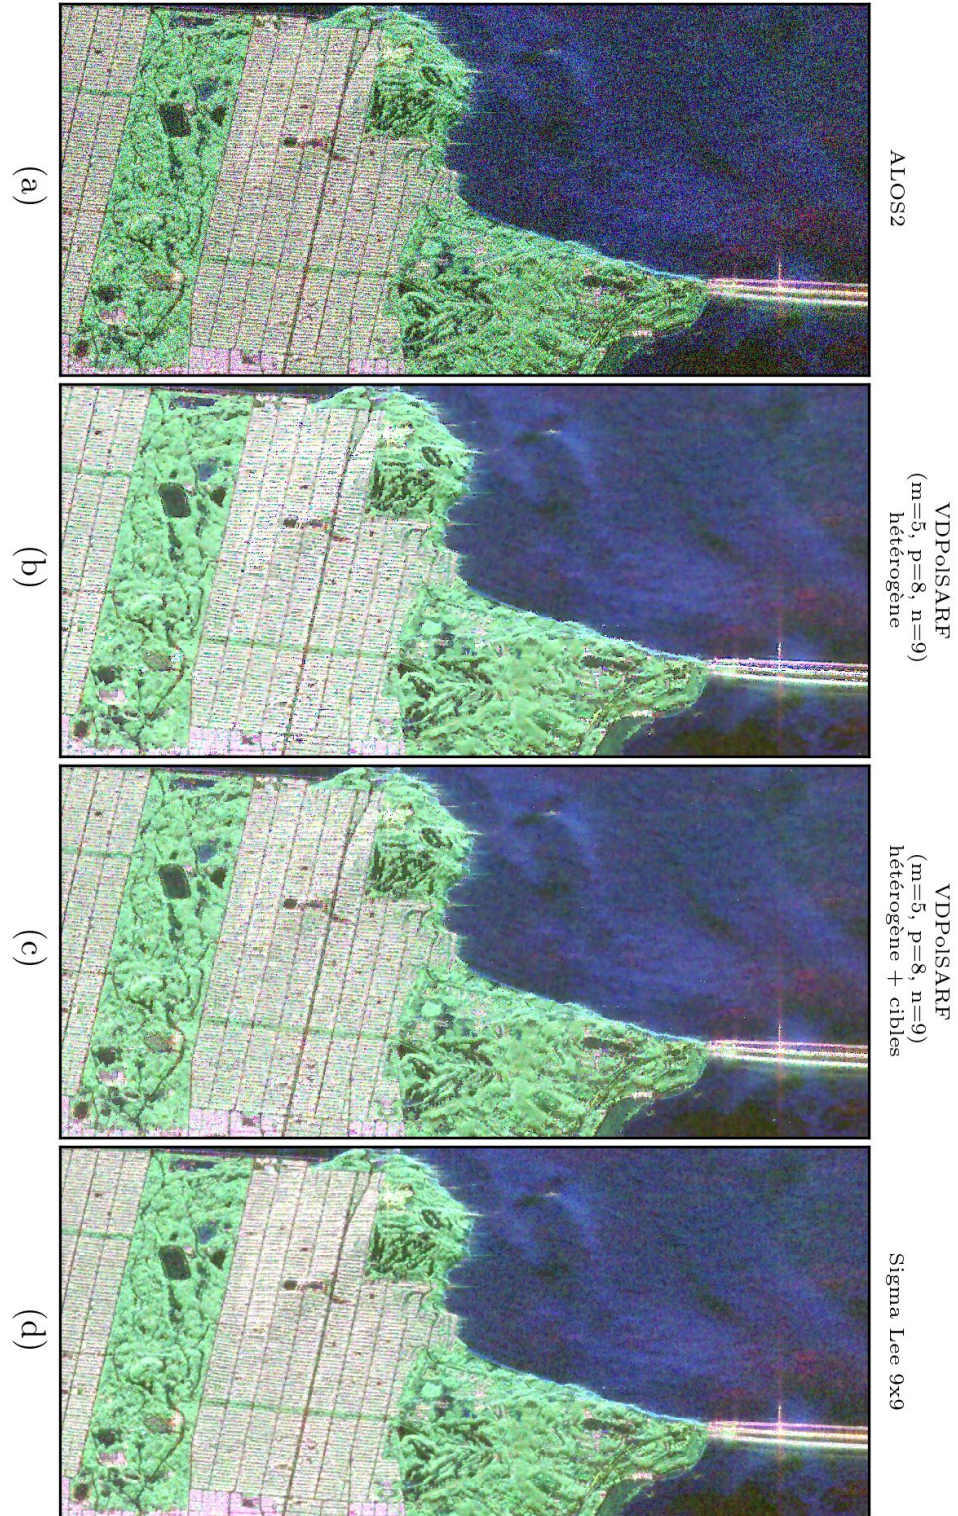 ALOS2
(a)
VDPolSARF
(m=5, p=8, n=9)
hétérogène
(b)
VDPolSARF
(m=5, p=8, n=9)
hétérogène + cibles
(c)
Sigma Lee 9x9
(d)